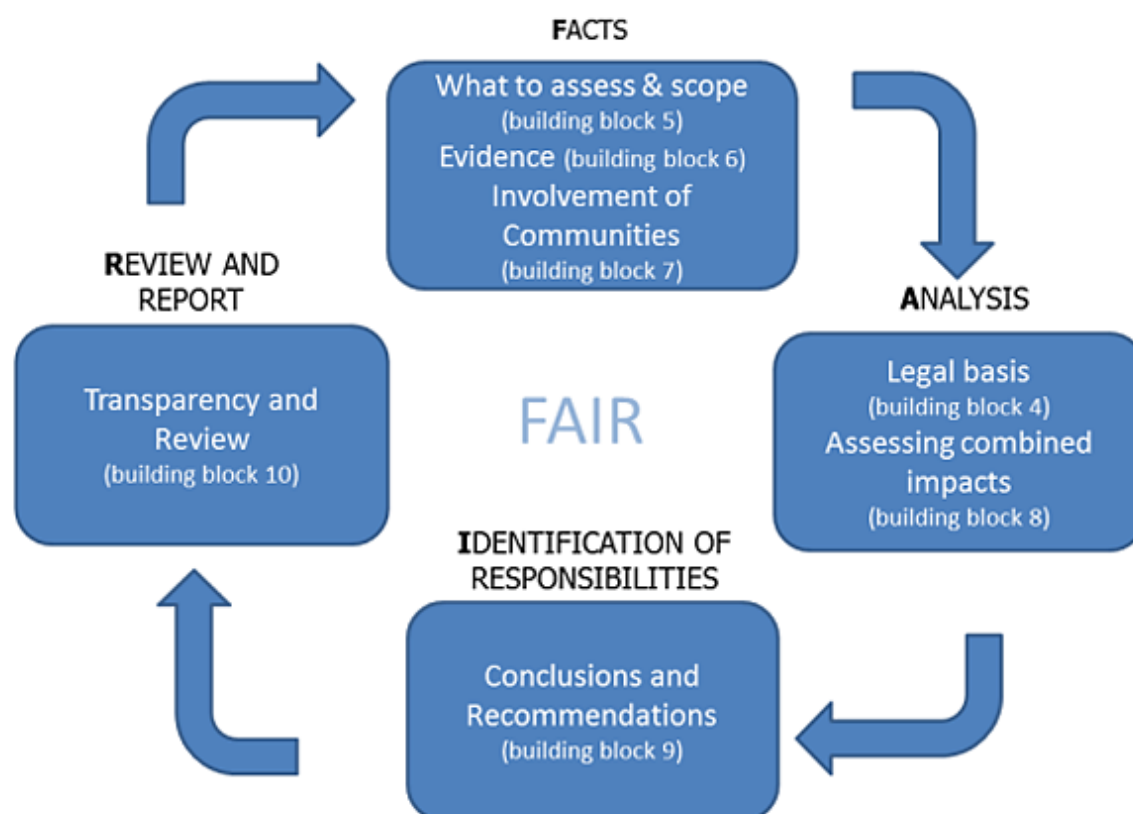 FACTS
What to assess & scope
(building block 5)
Evidence (building block 6)
Involvement of
Communities
(building block 7)
ANALYSIS
Legal basis
(building block 4)
Assessing combined
impacts
(building block 8)
IDENTIFICATION OF
RESPONSIBILITIES
Conclusions and
Recommendations
(building block 9)
REVIEW AND
REPORT
Transparency and
Review
(building block 10)
FAIR